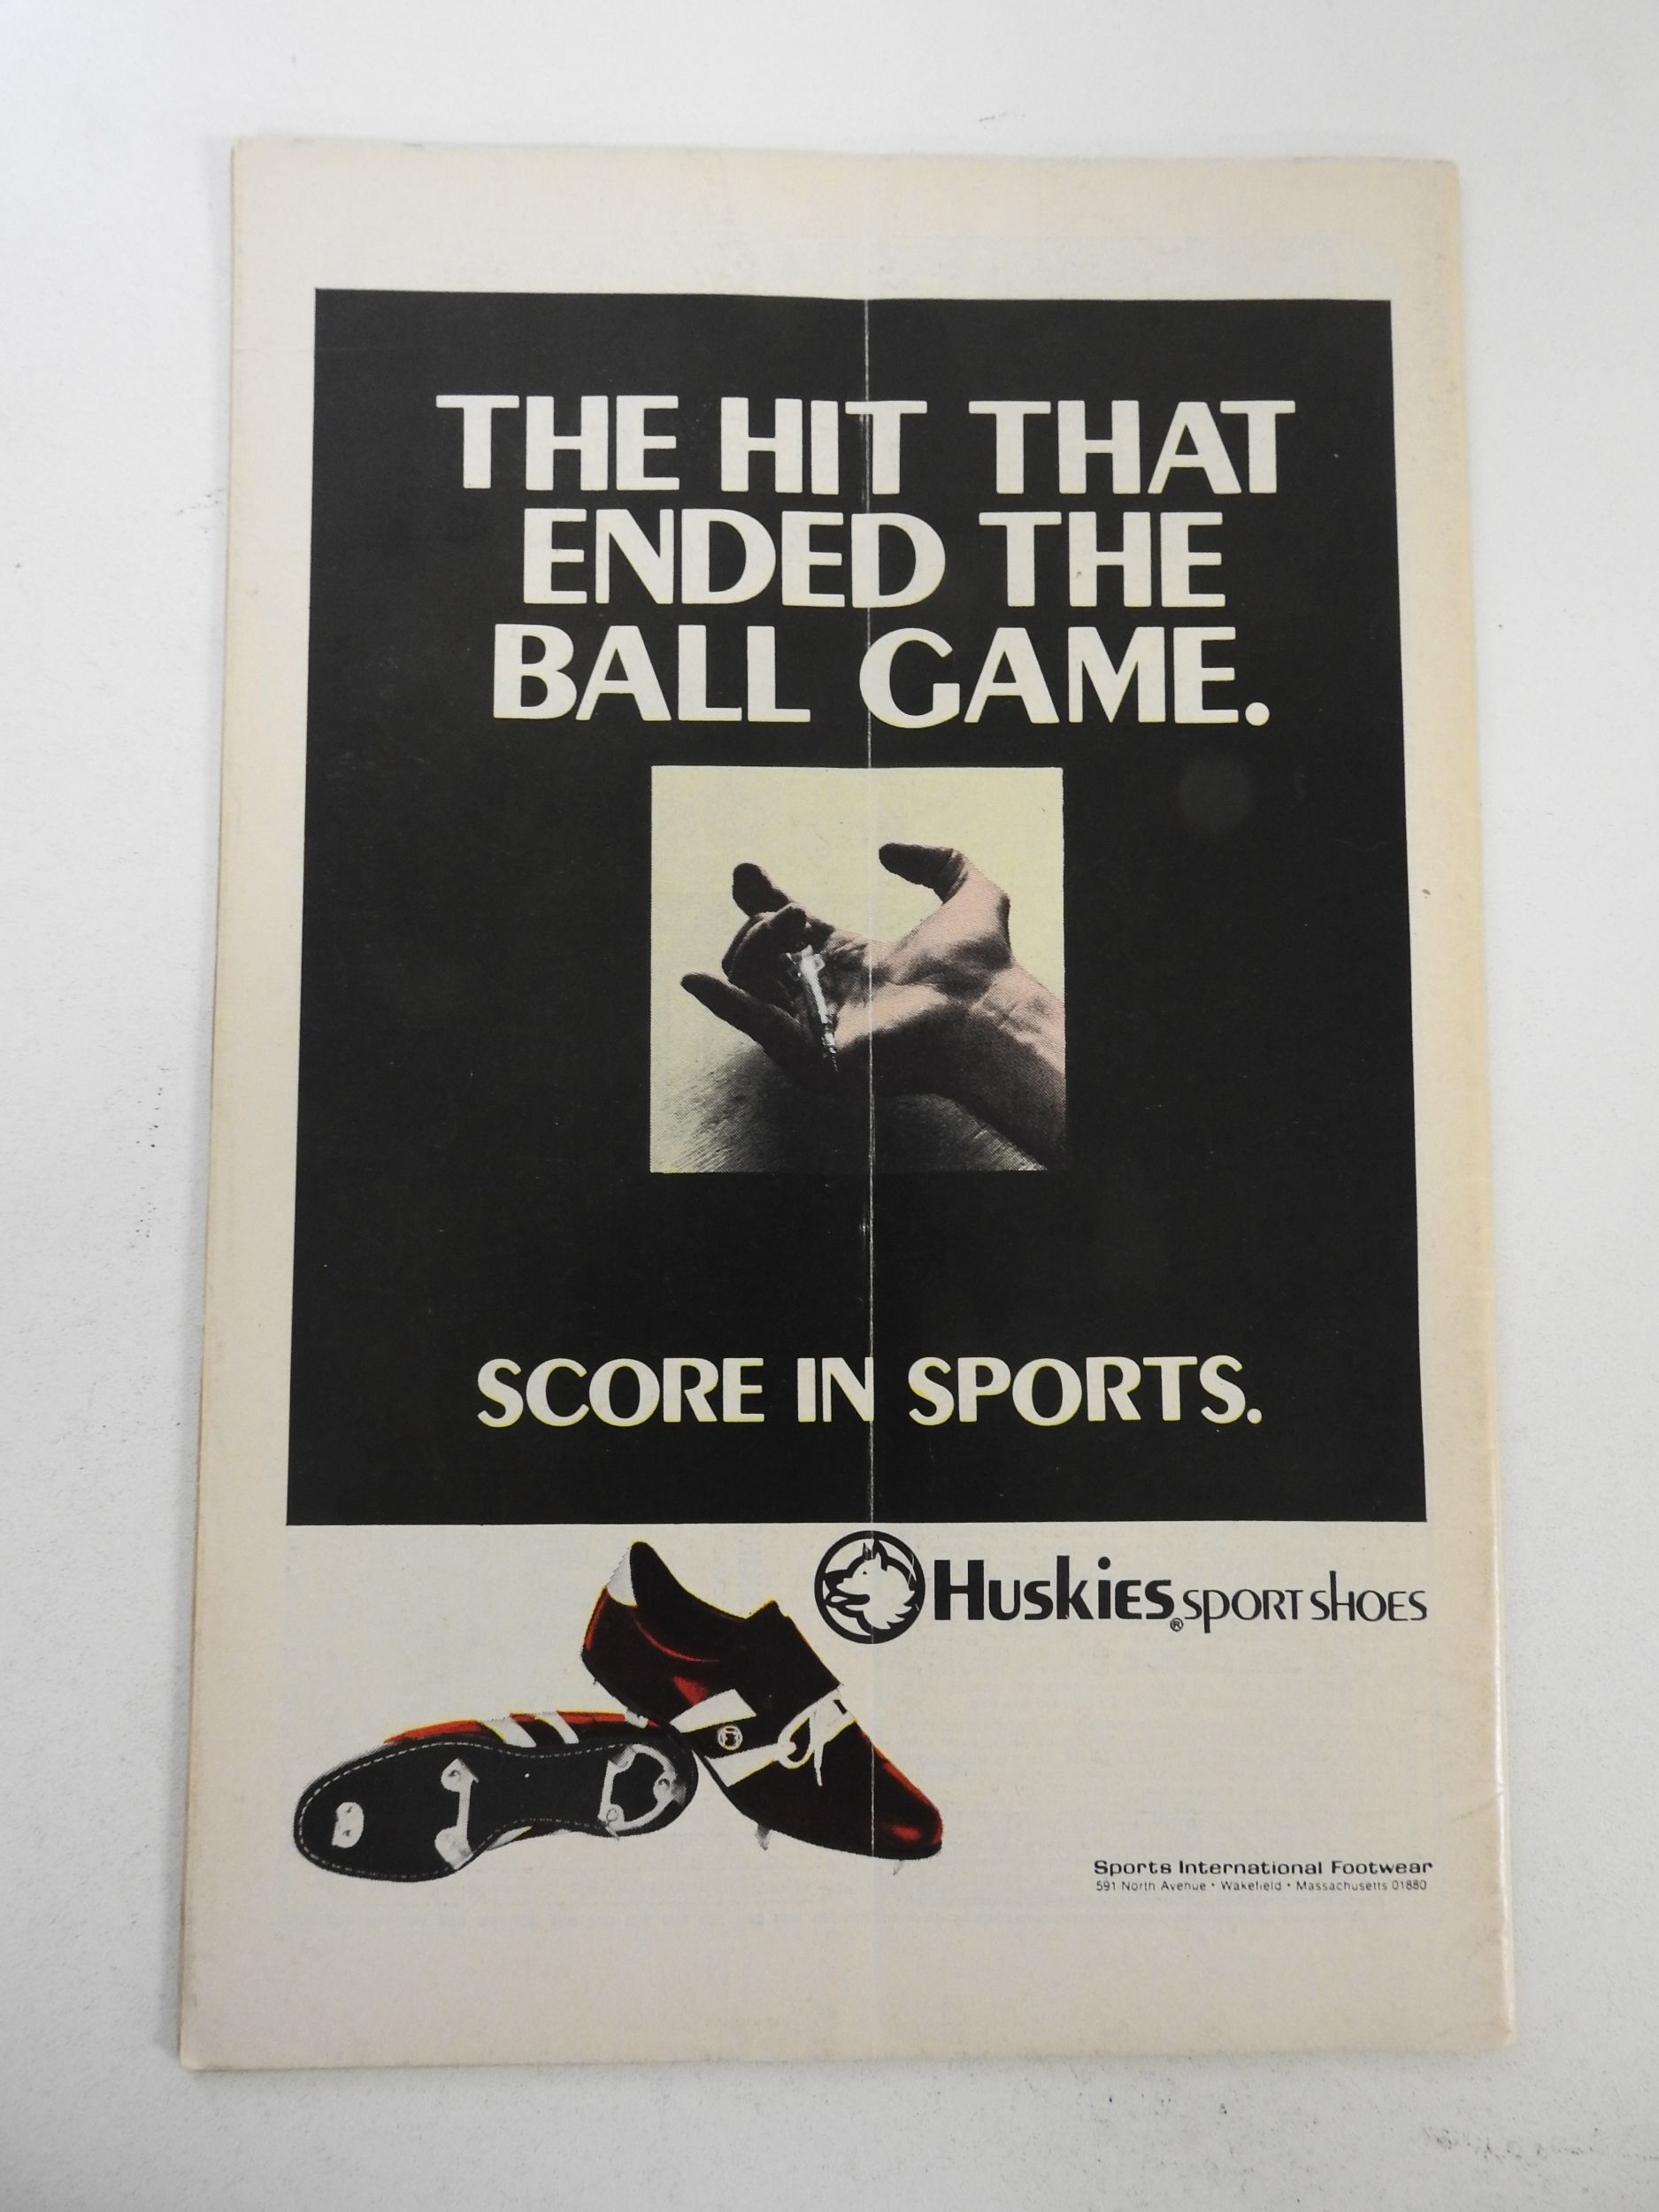 THE HIT THAT
ENDED THE
BALL GAME.
SCORE IN SPORTS.
HUSKIES® SPORT SHOES
Sports International Footwear
591 North Avenue • Wakefield • Massachusetts 01880